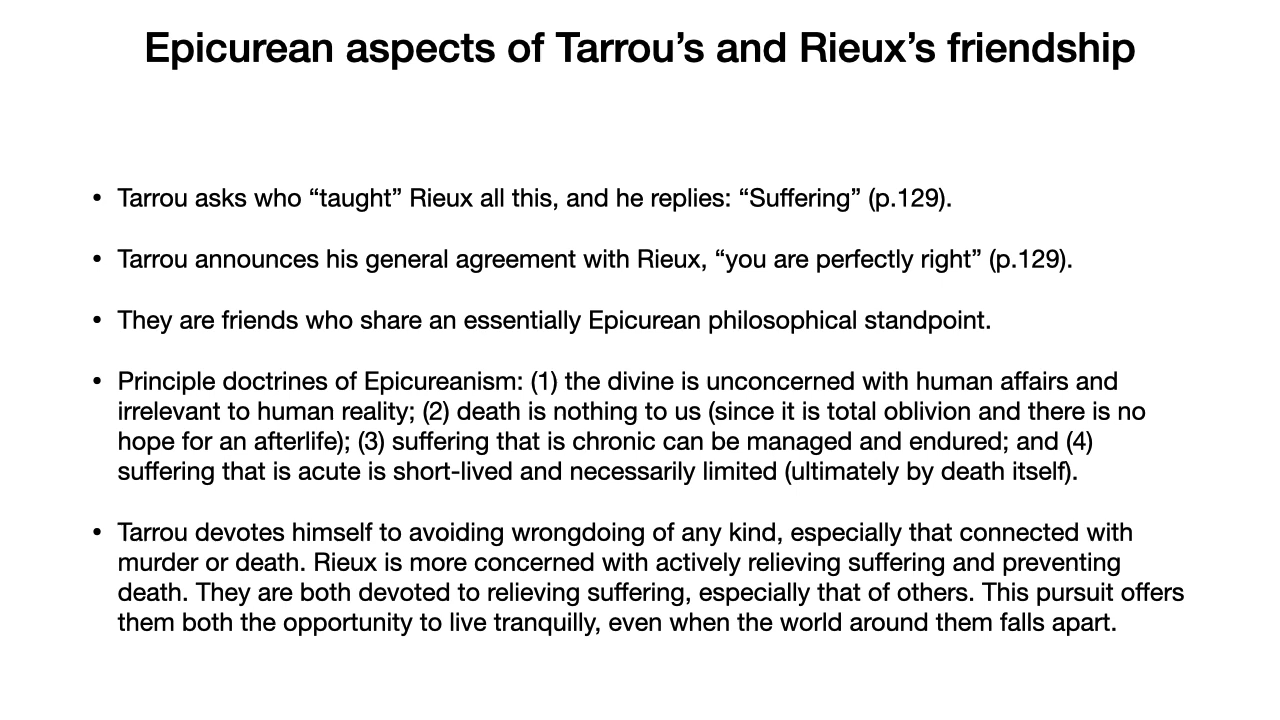 Epicurean aspects of Tarrou’s and Rieux’s friendship
• Tarrou asks who “taught” Rieux all this, and he replies: “Suffering” (p.129).
• Tarrou announces his general agreement with Rieux, “you are perfectly right” (p.129).
• They are friends who share an essentially Epicurean philosophical standpoint.
• Principle doctrines of Epicureanism: (1) the divine is unconcerned with human affairs and
irrelevant to human reality; (2) death is nothing to us (since it is total oblivion and there is no
hope for an afterlife); (3) suffering that is chronic can be managed and endured; and (4)
suffering that is acute is short-lived and necessarily limited (ultimately by death itself).
• Tarrou devotes himself to avoiding wrongdoing of any kind, especially that connected with
murder or death. Rieux is more concerned with actively relieving suffering and preventing
death. They are both devoted to relieving suffering, especially that of others. This pursuit offers
them both the opportunity to live tranquilly, even when the world around them falls apart.